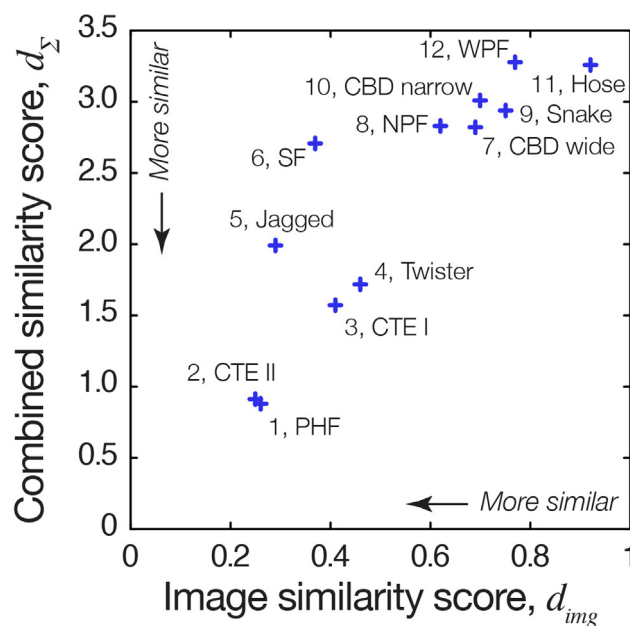 Combined similarity score, dΣ
3.5
3.0
2.5
2.0
1.5
1.0
0.5
0
More similar
12, WPF
11, Hose
10, CBD narrow
9, Snake
8, NPF
7, CBD wide
6, SF
5, Jagged
4, Twister
3, CTE I
2, CTE II
1, PHF
More similar
0
0.2
0.4
0.6
0.8
1
Image similarity score, dimg